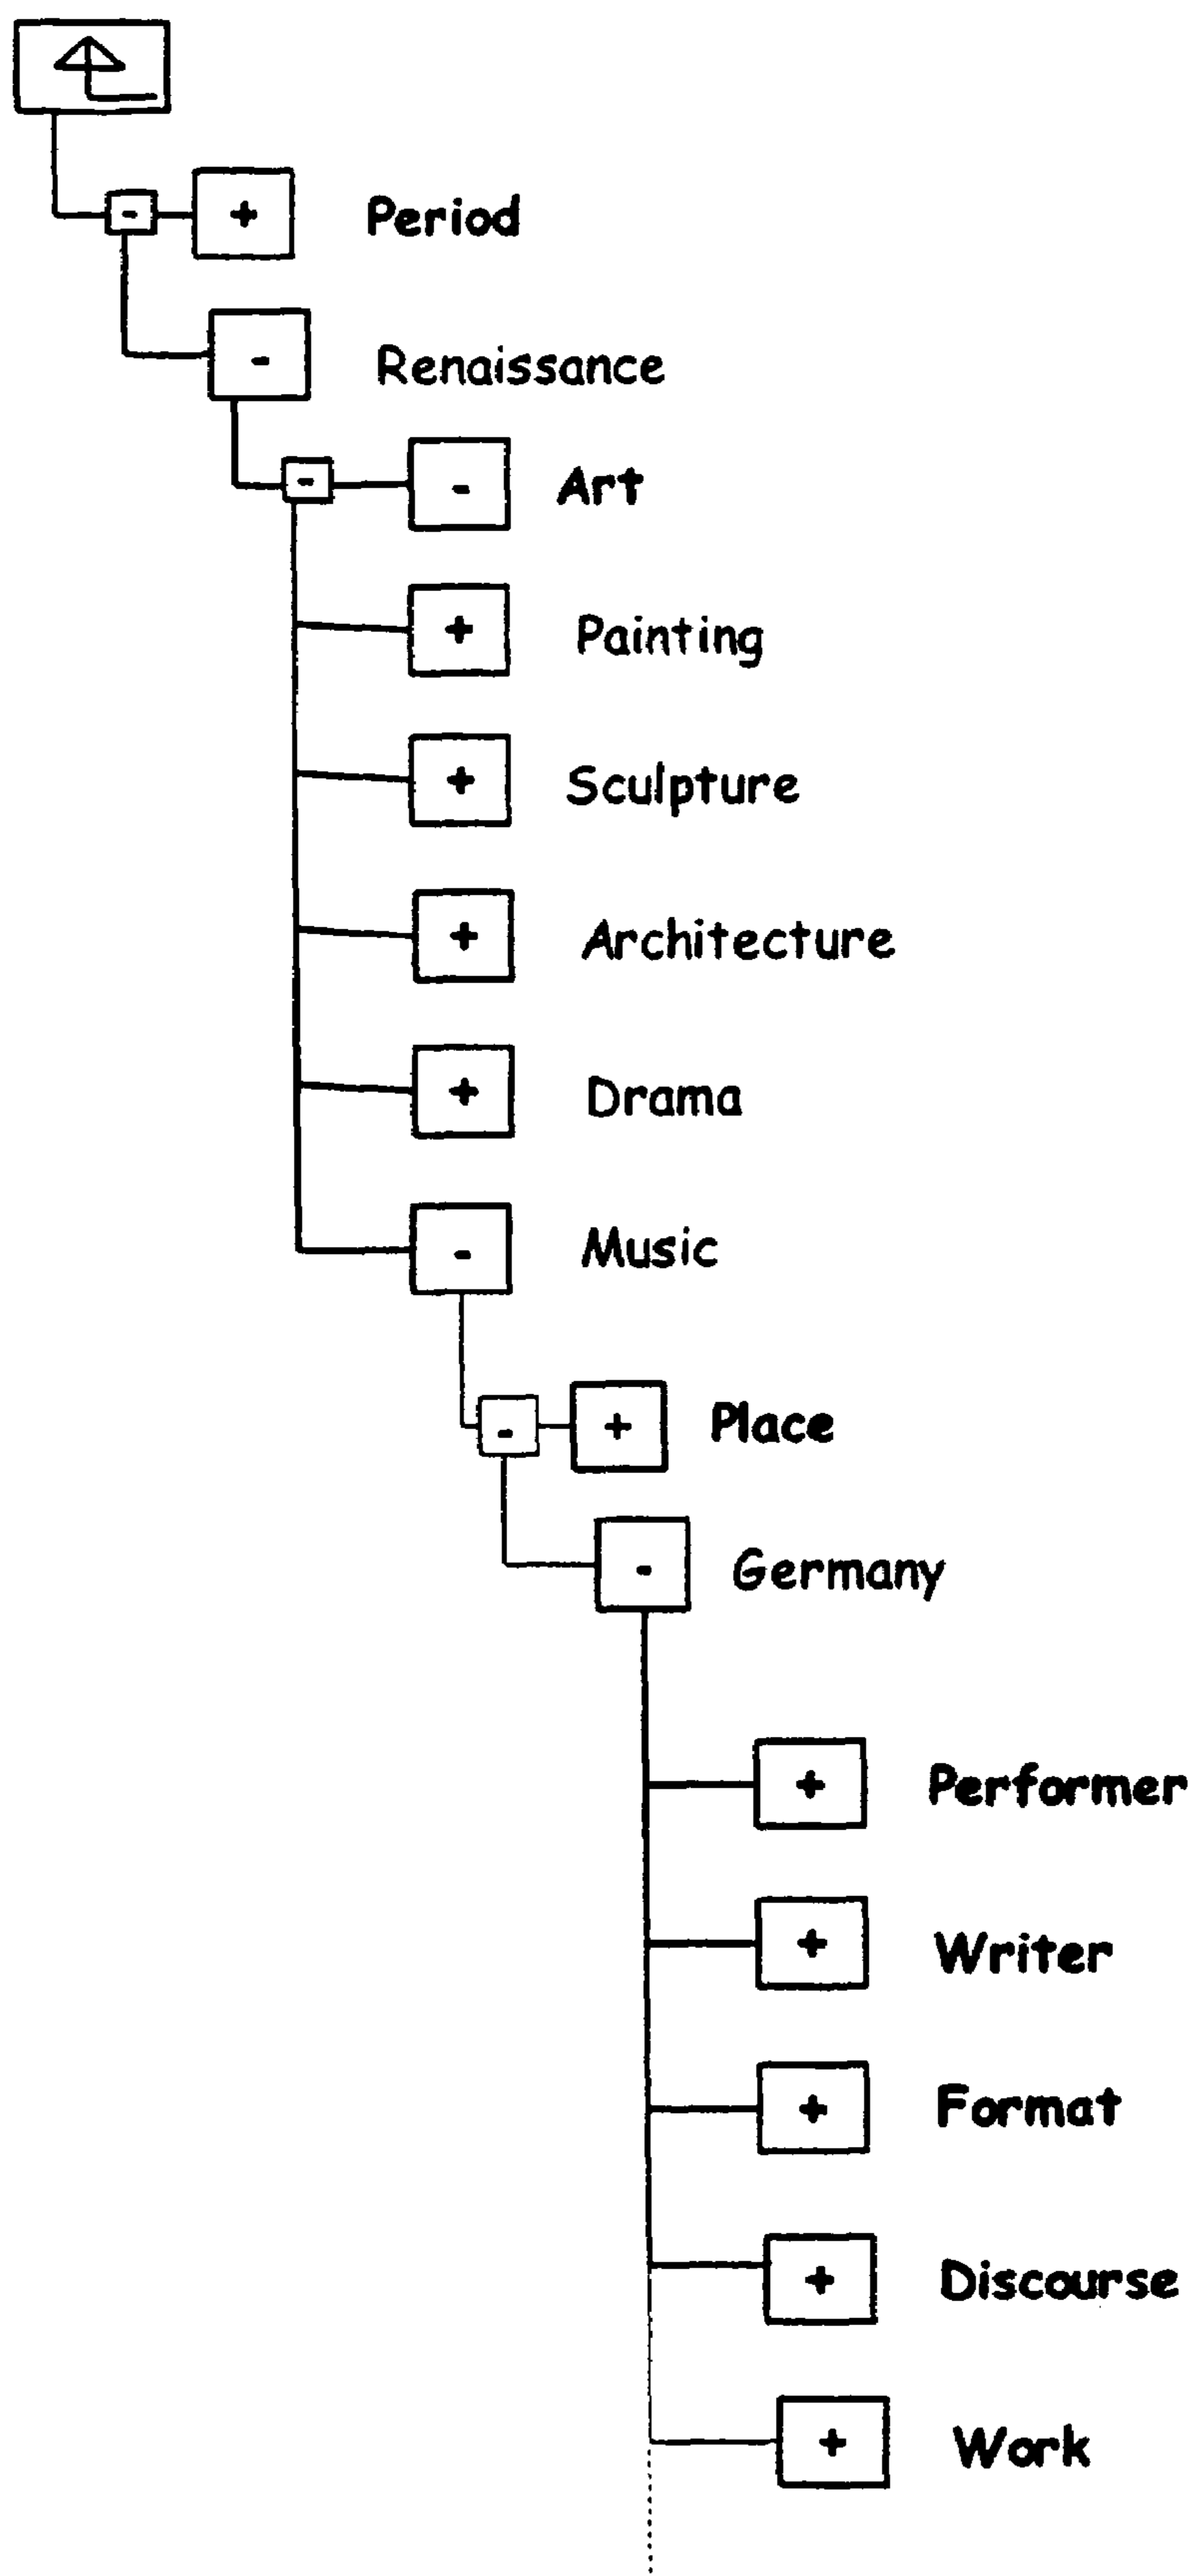 - + Period
- Renaissance
- - Art
+ Painting
+ Sculpture
+ Architecture
+ Drama
- Music
- + Place
- Germany
+ Performer
+ Writer
+ Format
+ Discourse
+ Work